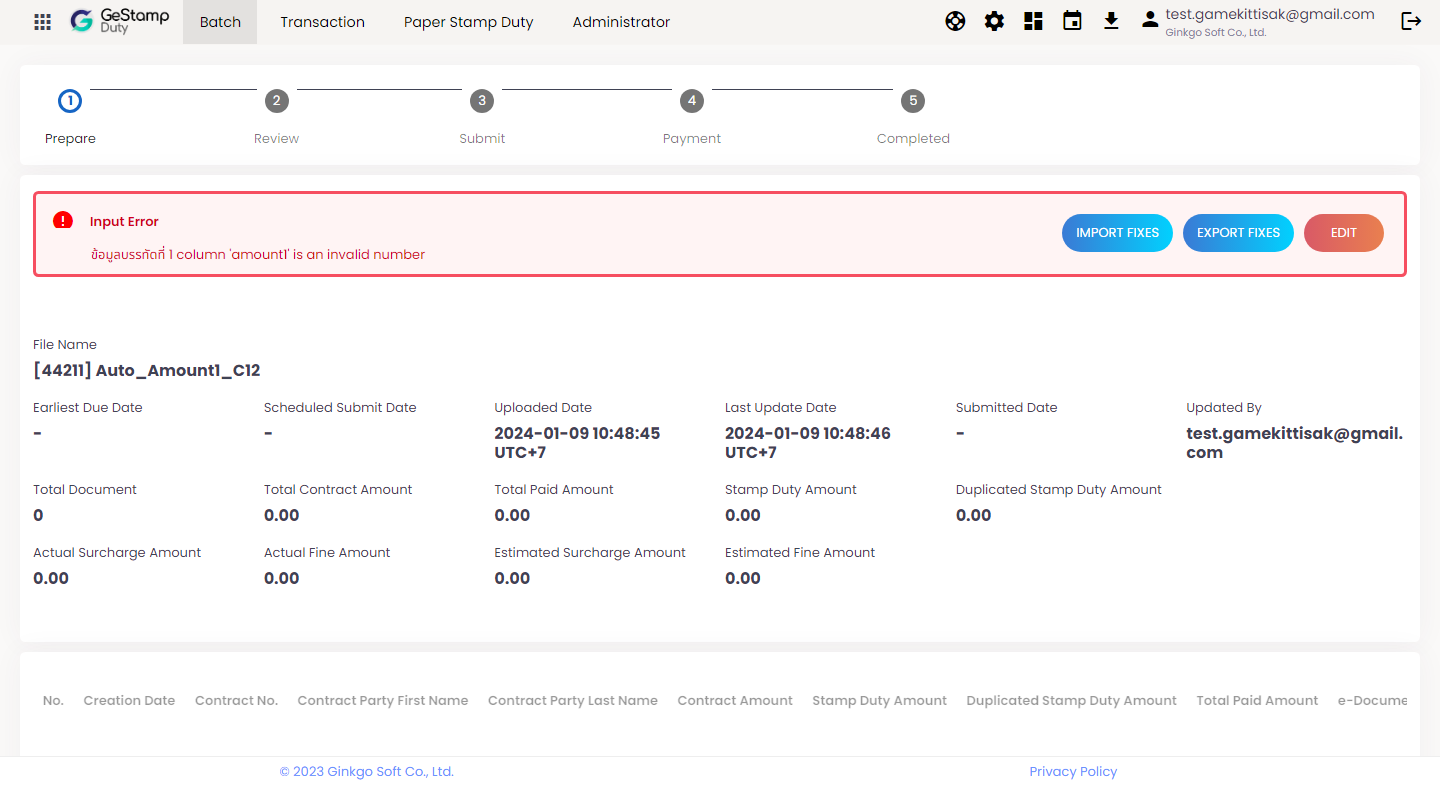 GeStamp
Duty
Batch
Transaction
Paper Stamp Duty
Administrator
test.gamekittisak@gmail.com
Ginkgo Soft Co., Ltd.
1
2
3
4
5
Prepare
Review
Submit
Payment
Completed
Input Error
ข้อมูลบรรทัดที่ 1 column 'amount1' is an invalid number
IMPORT FIXES
EXPORT FIXES
EDIT
File Name
[44211] Auto_Amount1_C12
Earliest Due Date
Scheduled Submit Date
Uploaded Date
Last Update Date
Submitted Date
Updated By
-
-
2024-01-09 10:48:45
UTC+7
2024-01-09 10:48:46
UTC+7
-
test.gamekittisak@gmail.
com
Total Document
Total Contract Amount
Total Paid Amount
Stamp Duty Amount
Duplicated Stamp Duty Amount
0
0.00
0.00
0.00
0.00
Actual Surcharge Amount
Actual Fine Amount
Estimated Surcharge Amount
Estimated Fine Amount
0.00
0.00
0.00
0.00
No.
Creation Date
Contract No.
Contract Party First Name
Contract Party Last Name
Contract Amount
Stamp Duty Amount
Duplicated Stamp Duty Amount
Total Paid Amount
e-Docume
© 2023 Ginkgo Soft Co., Ltd.
Privacy Policy